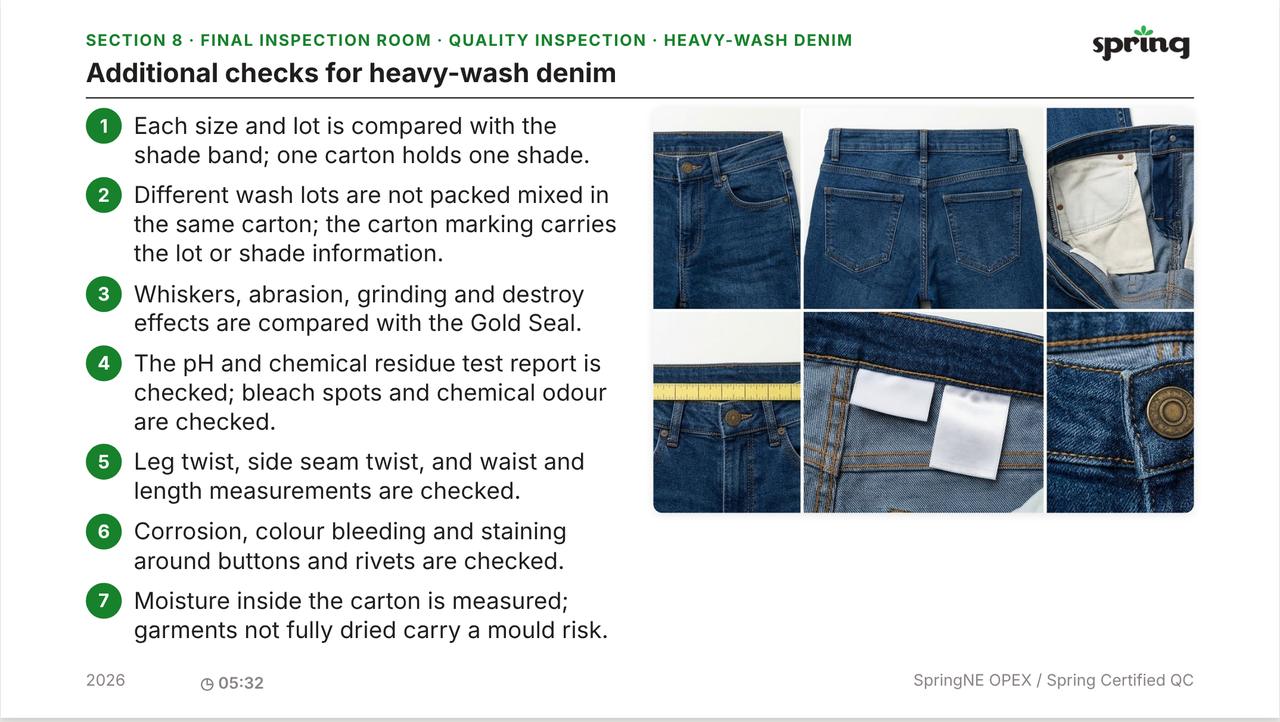 SECTION 8 · FINAL INSPECTION ROOM · QUALITY INSPECTION · HEAVY-WASH DENIM
spring
Additional checks for heavy-wash denim
1 Each size and lot is compared with the
shade band; one carton holds one shade.
2 Different wash lots are not packed mixed in
the same carton; the carton marking carries
the lot or shade information.
3 Whiskers, abrasion, grinding and destroy
effects are compared with the Gold Seal.
4 The pH and chemical residue test report is
checked; bleach spots and chemical odour
are checked.
5 Leg twist, side seam twist, and waist and
length measurements are checked.
6 Corrosion, colour bleeding and staining
around buttons and rivets are checked.
7 Moisture inside the carton is measured;
garments not fully dried carry a mould risk.
2026
05:32
SpringNE OPEX / Spring Certified QC